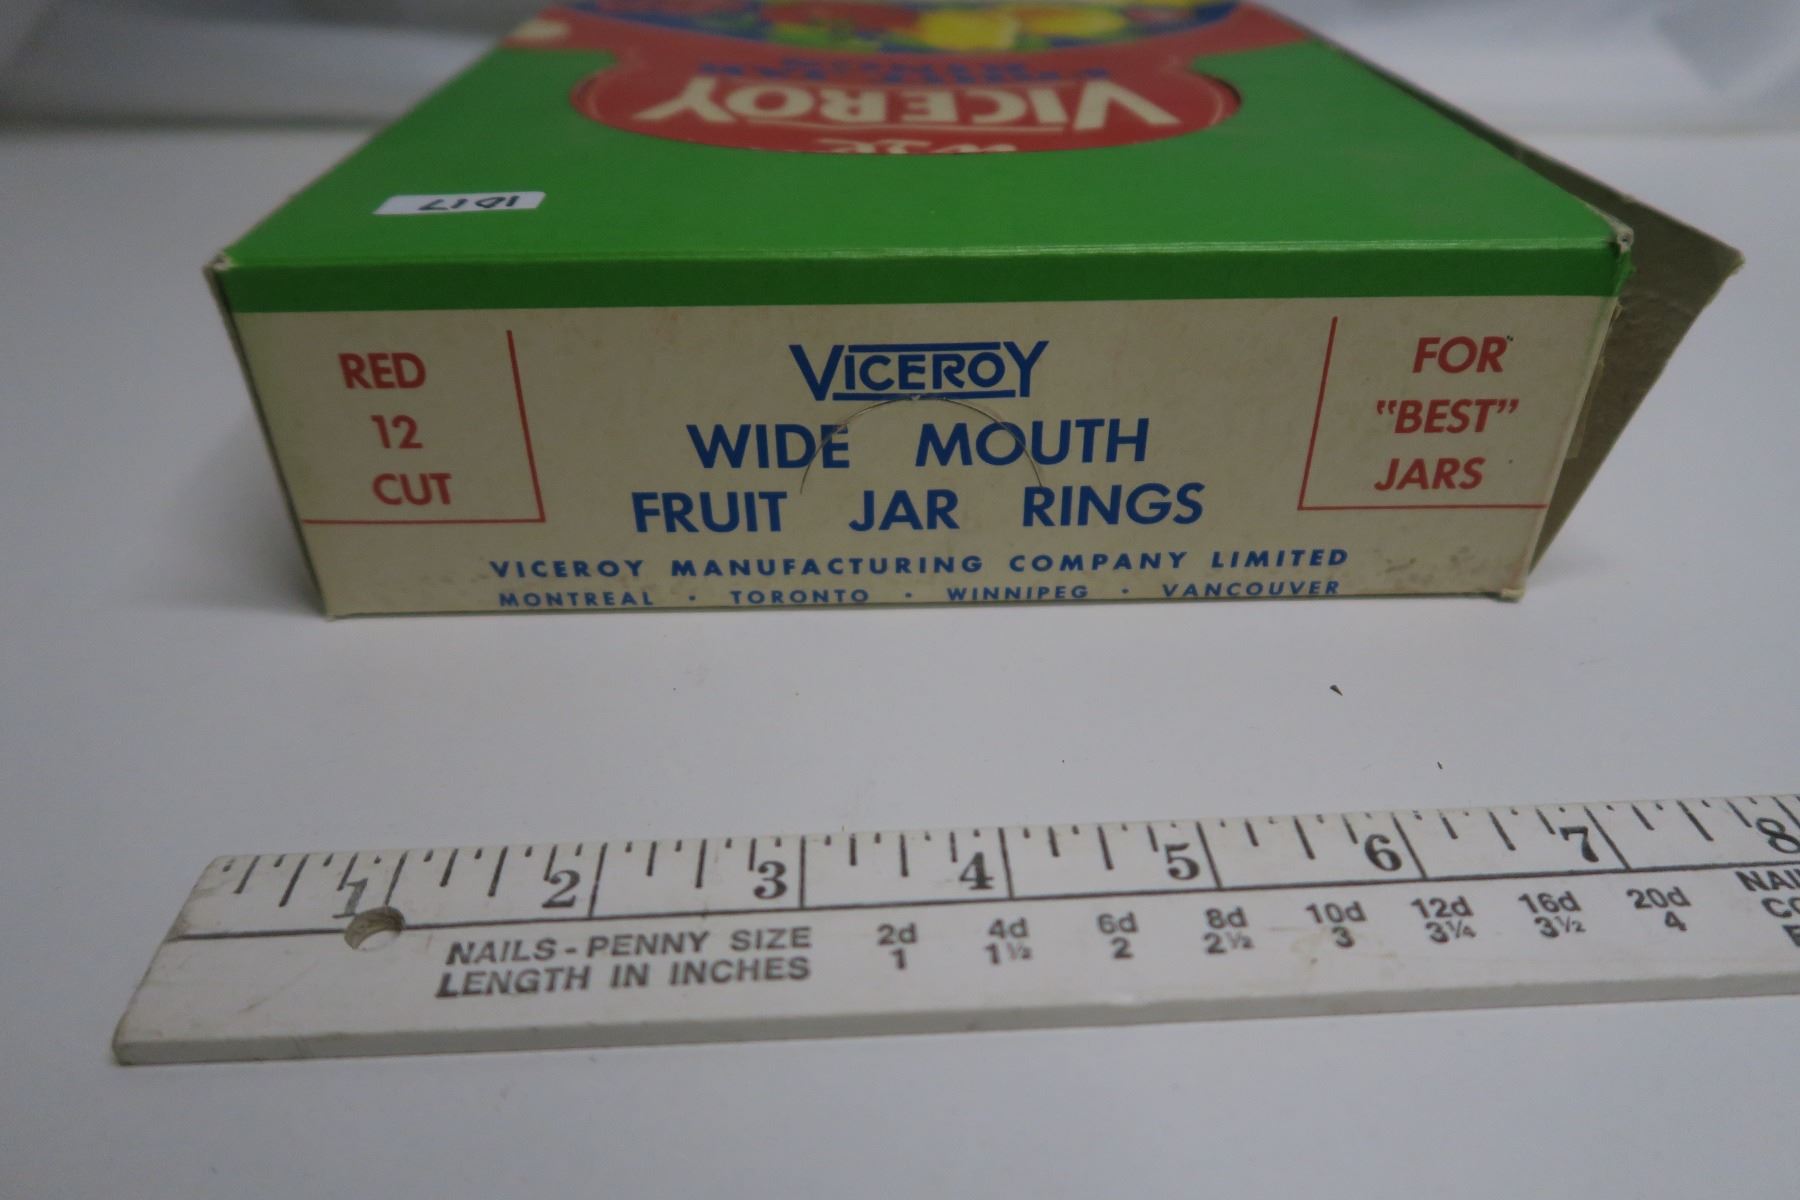 use
VICEROY
1017
RED
12
CUT
VICEROY
WIDE MOUTH
FRUIT JAR RINGS
VICEROY MANUFACTURING COMPANY LIMITED
MONTREAL · TORONTO · WINNIPEG · VANCOUVER
FOR
"BEST"
JARS
1 2 3 4 5 6 7 8
NAILS - PENNY SIZE 2d 4d 6d 8d 10d 12d 16d 20d
LENGTH IN INCHES 1 1½ 2 2½ 3 3¼ 3½ 4